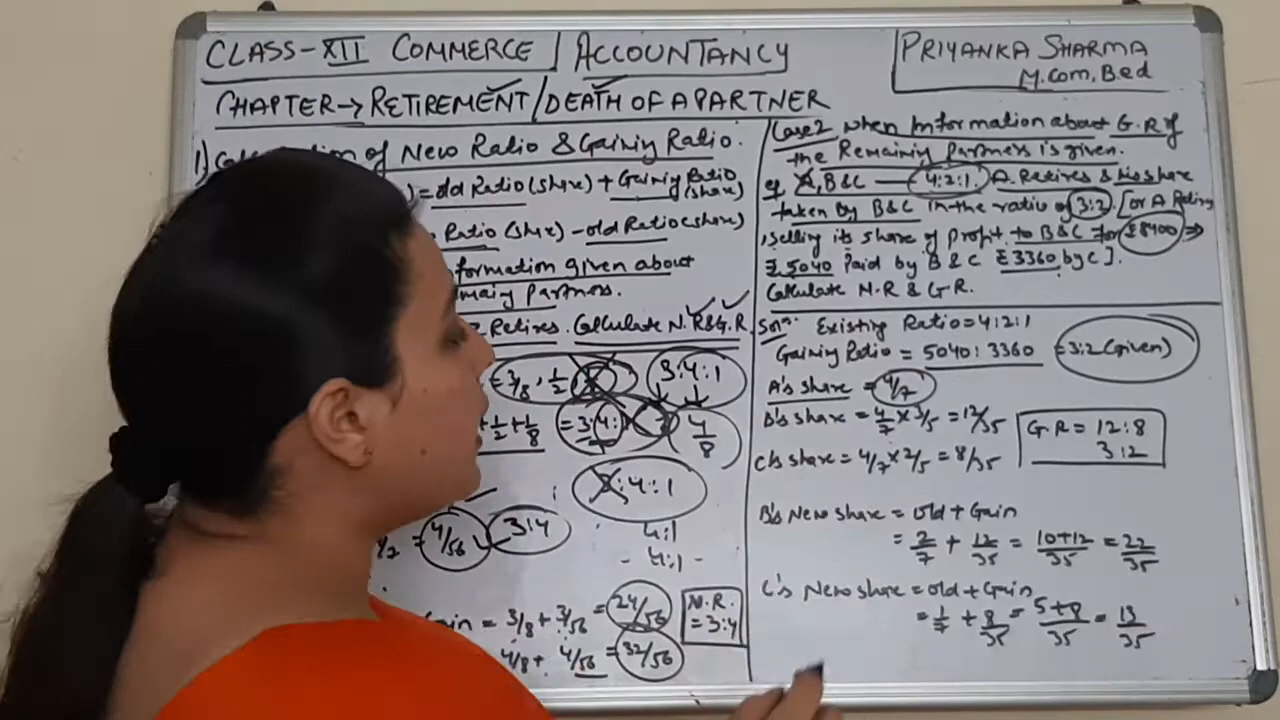 CLASS-XII COMMERCE / ACCOUNTANCY
PRIYANKA SHARMA
M.Com, B.ed
CHAPTER → RETIREMENT / DEATH OF A PARTNER
1) of New Ratio & Gaining Ratio.
) = old Ratio (share) + Gaining Ratio
(share)
Ratio (share) - old Ratio (share)
formation given about
Partners.
Retires. Calculate N.R & G.R.
= 3/8, 1/2
3:4:1
+ 1/2 + 1/8 = 3:4:
4/8
:4:1
= 4/56
3:4
4:1
- 4:1 -
= 3/8 + 3/56 = 24/56
4/8 + 4/56 = 32/56
N.R.
= 3:4
Case 2 When Information about G.R of
the Remaining Partners is given.
eg A, B & C — 4:2:1. A Retires & his share
taken by B & C in the ratio of 3:2. [or A Retires
, Selling its share of profit to B & C for ₹8400 ⇒
₹5040 Paid by B & ₹3360 by C].
Calculate N.R & G.R.
Soln: Existing Ratio = 4:2:1
Gaining Ratio = 5040:3360 = 3:2 (given)
A's share = 4/7
B's share = 4/7 × 3/5 = 12/35
C's share = 4/7 × 2/5 = 8/35
G.R = 12:8
3:2
B's New share = old + Gain
= 2/7 + 12/35 = 10+12/35 = 22/35
C's New share = old + Gain
= 1/7 + 8/35 = 5+8/35 = 13/35